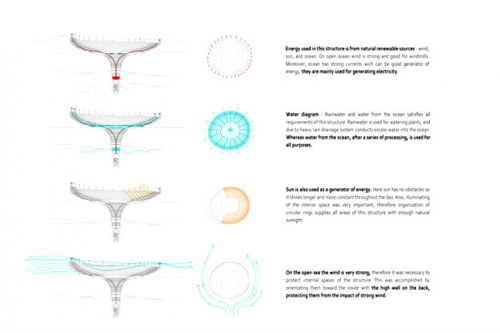 Energy used in this structure is from natural renewable sources - wind,
sun, and ocean. On open ocean wind is strong and good for windmills.
Moreover, ocean has strong currents wich can be good generator of
energy, they are mainly used for generating electricity.
Water diagram - Rainwater and water from the ocean satisfies all
requirements of this structure. Rainwater is used for watering plants, and
due to heavy rain drainage system conducts excess water into the ocean.
Whereas water from the ocean, after a series of processing, is used for
all purposes.
Sun is also used as a generator of energy. Here sun has no obstacles so
it shines longer and more constant throughout the day. Also, illuminating
of the interior space was very important, therefore organization of
circular rings supplies all areas of this structure with enough natural
sunlight.
On the open sea the wind is very strong, therefore it was necessary to
protect internal spaces of the structure. This was accomplished by
orientating them toward the inside with the high wall on the back,
protecting them from the impact of strong wind.